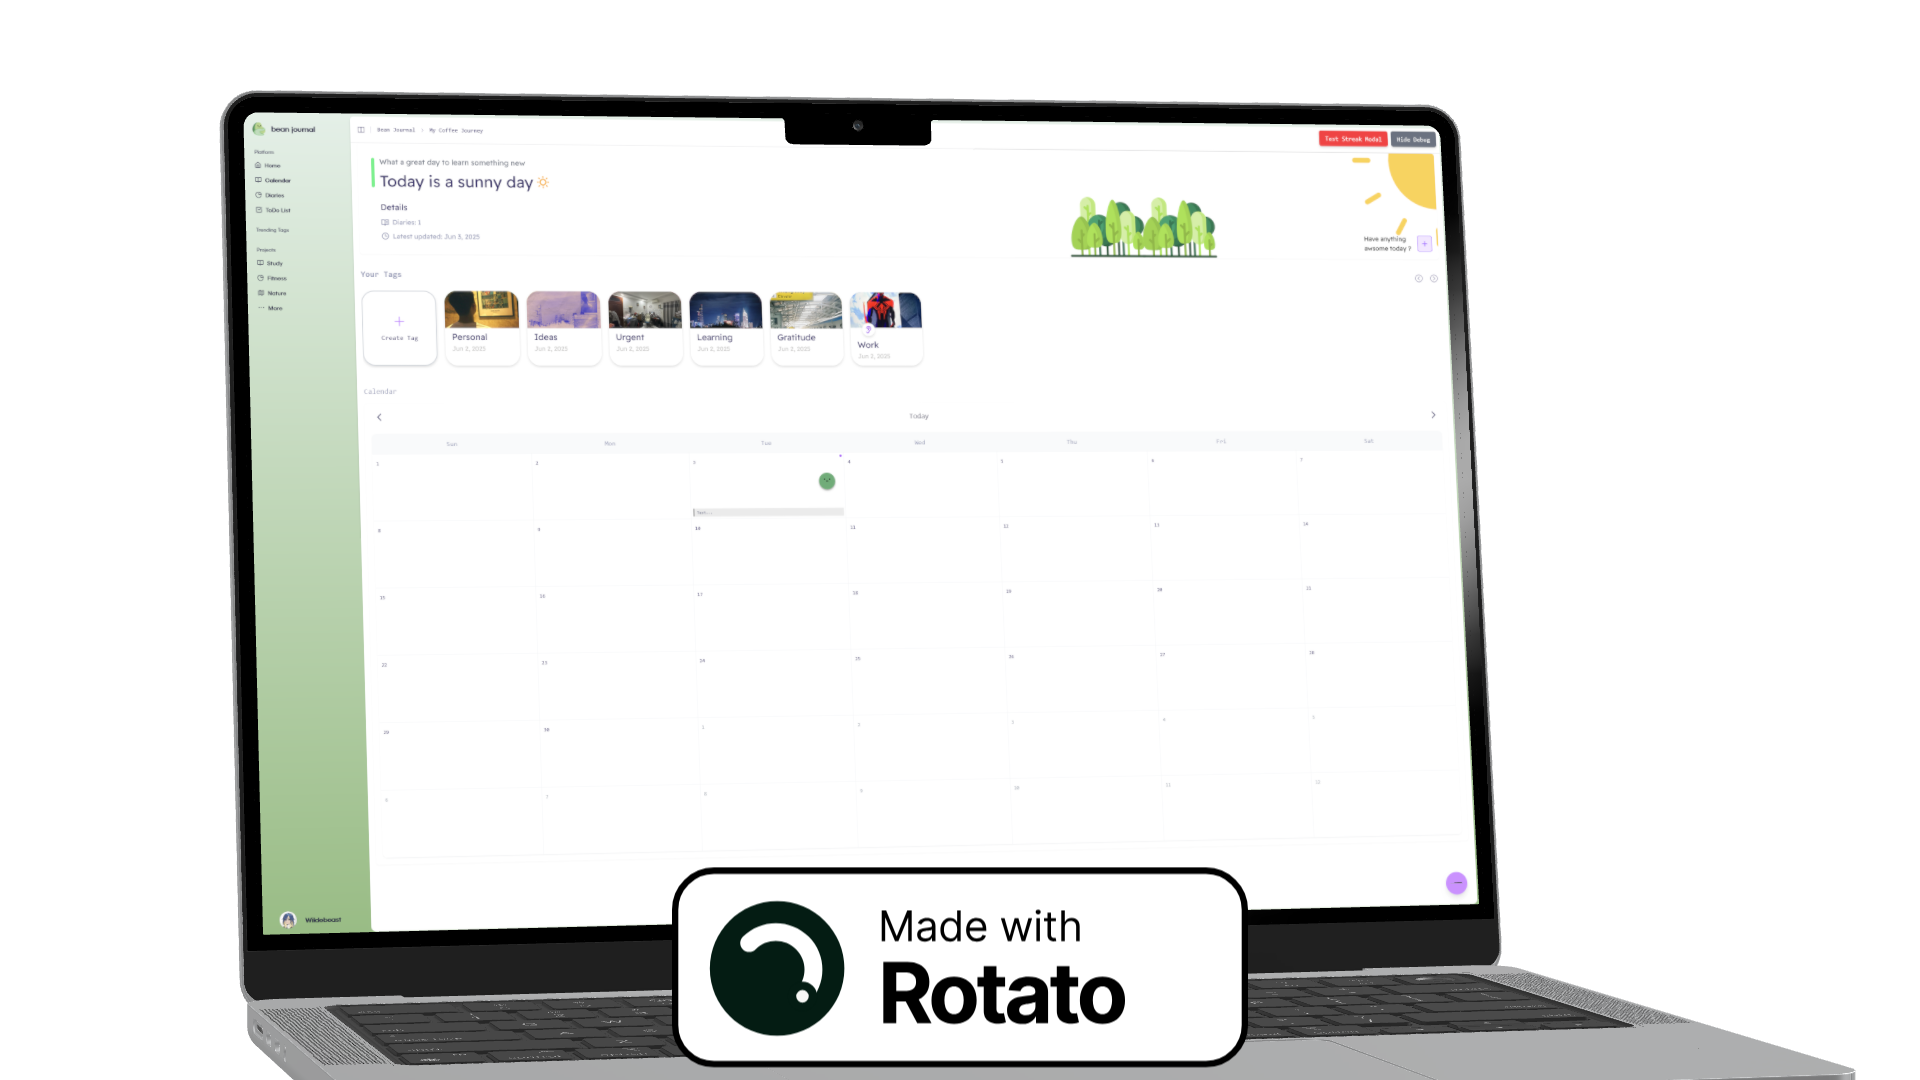 bean journal
Platform
Home
Calendar
Diaries
ToDo List
Trending Tags
Projects
Study
Fitness
Nature
More
Wildebeast
Bean Journal > My Coffee Journey
Test Streak Modal
Hide Debug
What a great day to learn something new
Today is a sunny day
Details
Diaries: 1
Latest updated: Jun 3, 2025
Have anything
awsome today ?
Your Tags
Create Tag
Personal
Jun 2, 2025
Ideas
Jun 2, 2025
Urgent
Jun 2, 2025
Learning
Jun 2, 2025
Gratitude
Jun 2, 2025
Work
Jun 2, 2025
Calendar
Today
Sun Mon Tue Wed Thu Fri Sat
1 2 3 4 5 6 7
8 9 10 11 12 13 14
15 16 17 18 19 20 21
22 23 24 25 26 27 28
29 30 1 2 3 4 5
6 7 8 9 10 11 12
Made with
Rotato